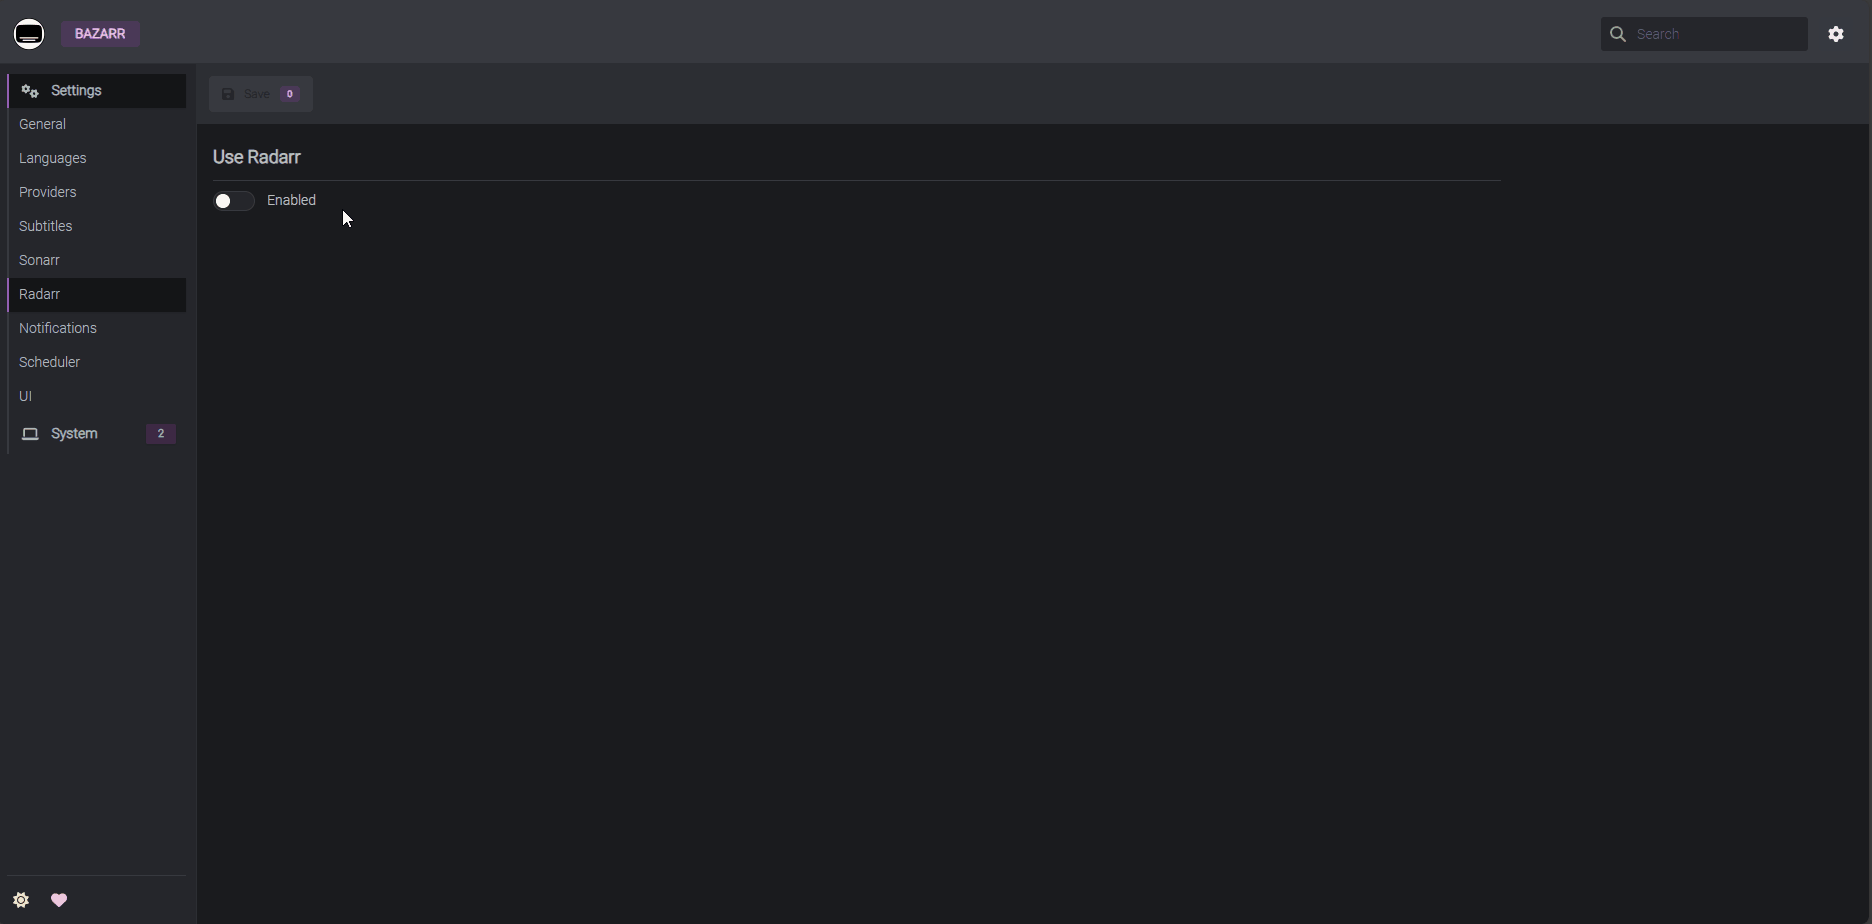 BAZARR
Search
Settings
General
Languages
Providers
Subtitles
Sonarr
Radarr
Notifications
Scheduler
UI
System 2
Save 0
Use Radarr
Enabled